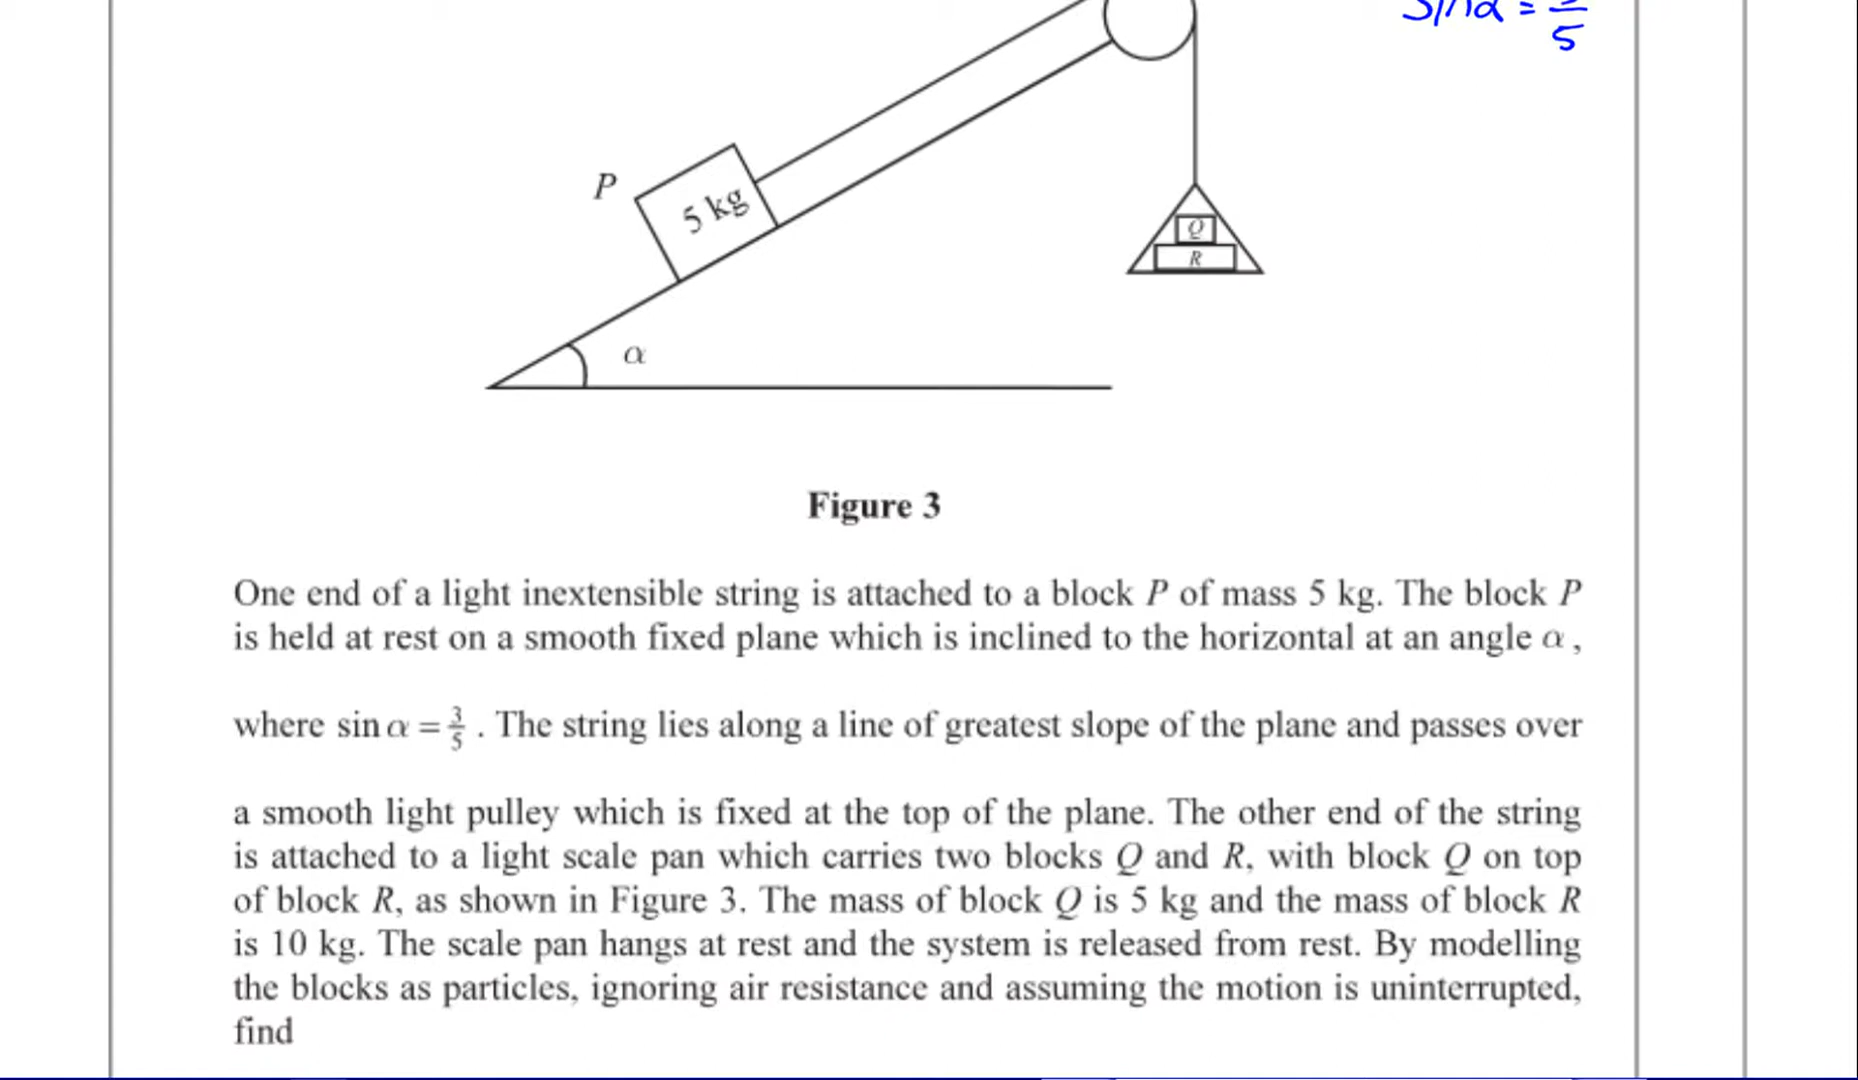 sinα = 5
P
5 kg
Q
R
α
Figure 3
One end of a light inextensible string is attached to a block P of mass 5 kg. The block P
is held at rest on a smooth fixed plane which is inclined to the horizontal at an angle α ,
where sin α = 3/5 . The string lies along a line of greatest slope of the plane and passes over
a smooth light pulley which is fixed at the top of the plane. The other end of the string
is attached to a light scale pan which carries two blocks Q and R, with block Q on top
of block R, as shown in Figure 3. The mass of block Q is 5 kg and the mass of block R
is 10 kg. The scale pan hangs at rest and the system is released from rest. By modelling
the blocks as particles, ignoring air resistance and assuming the motion is uninterrupted,
find